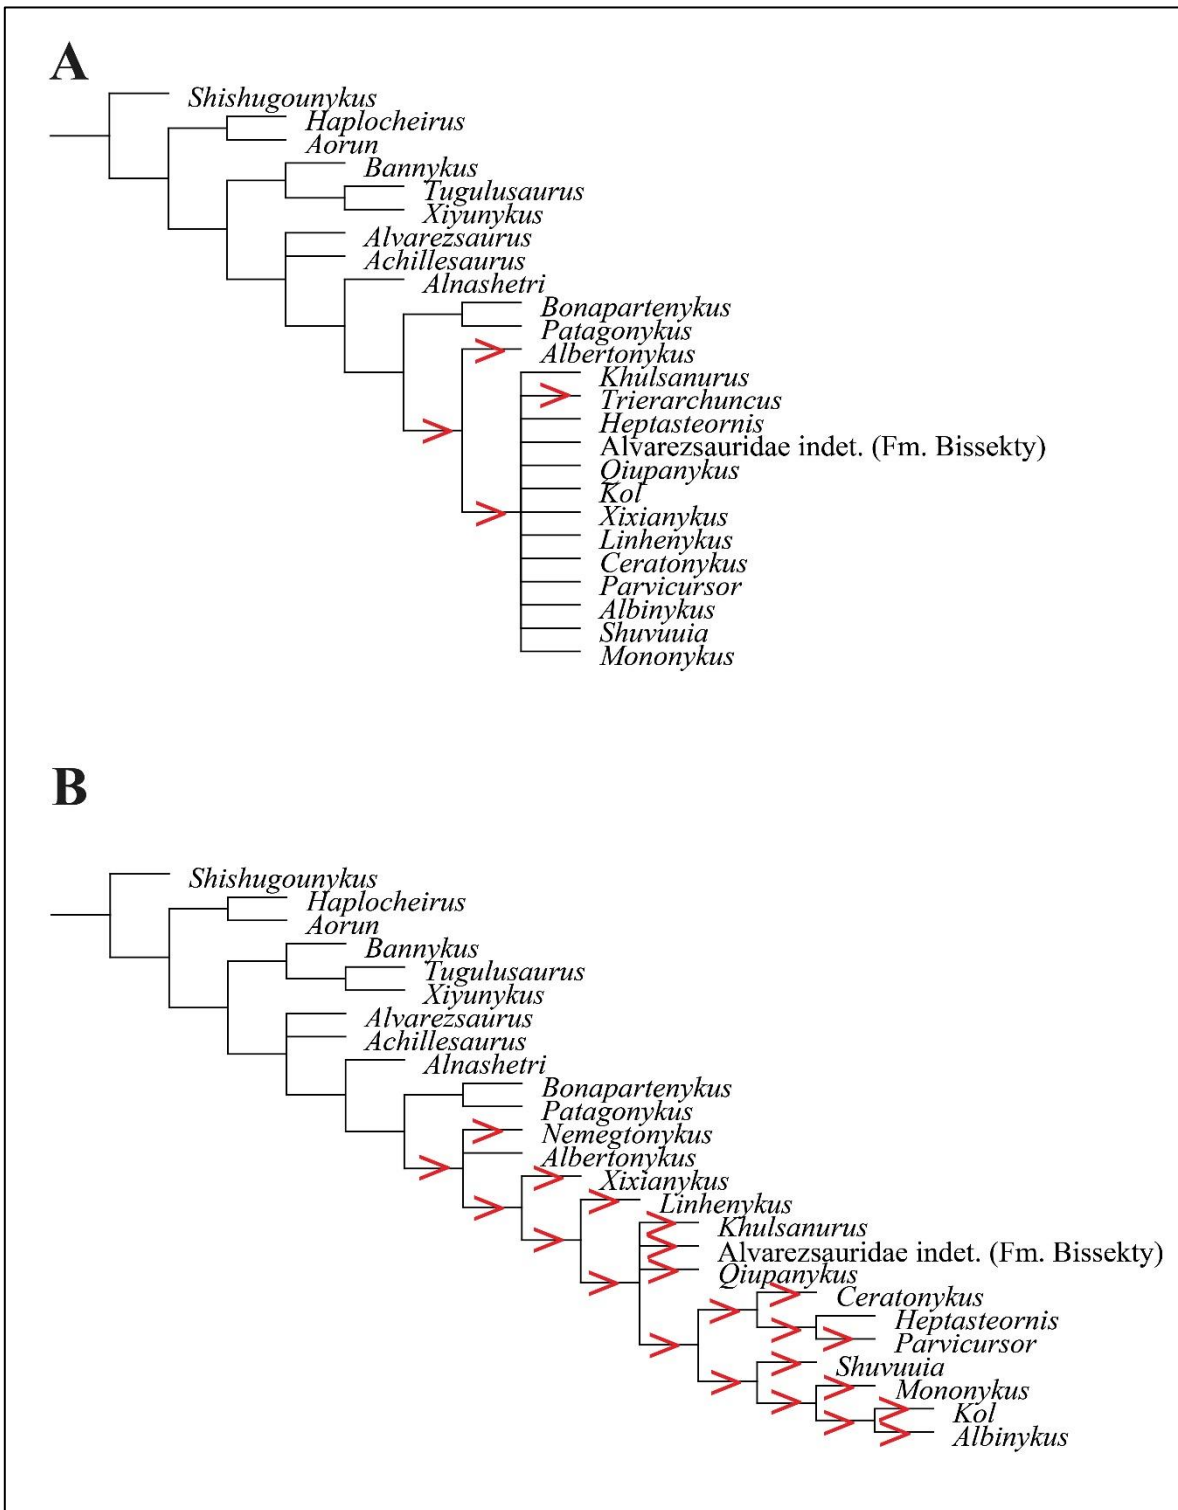 A
Shishugounykus
Haplocheirus
Aorun
Bannykus
Tugulusaurus
Xiyunykus
Alvarezsaurus
Achillesaurus
Alnashetri
Bonapartenykus
Patagonykus
Albertonykus
Khulsanurus
Trierarchuncus
Heptasteornis
Alvarezsauridae indet. (Fm. Bissekty)
Qiupanykus
Kol
Xixianykus
Linhenykus
Ceratonykus
Parvicursor
Albinykus
Shuvuuia
Mononykus
B
Shishugounykus
Haplocheirus
Aorun
Bannykus
Tugulusaurus
Xiyunykus
Alvarezsaurus
Achillesaurus
Alnashetri
Bonapartenykus
Patagonykus
Nemegtonykus
Albertonykus
Xixianykus
Linhenykus
Khulsanurus
Alvarezsauridae indet. (Fm. Bissekty)
Qiupanykus
Ceratonykus
Heptasteornis
Parvicursor
Shuvuuia
Mononykus
Kol
Albinykus